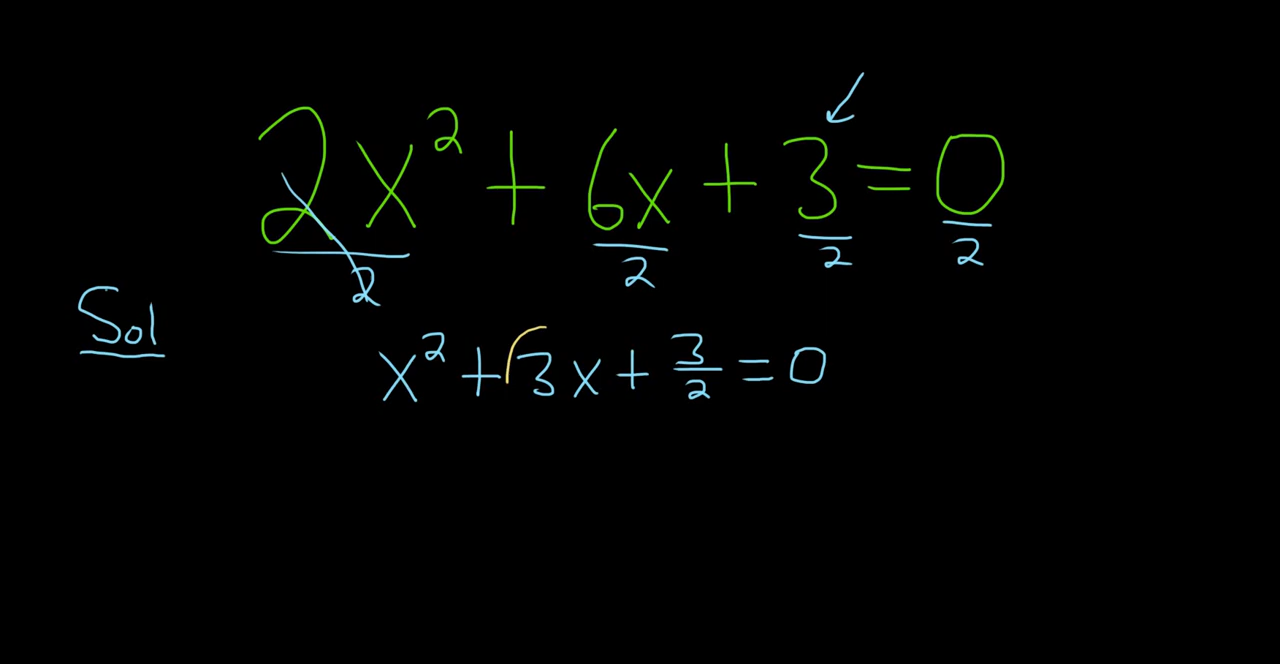 2x² + 6x + 3 = 0
2 2 2 2
Sol
x² + 3x + 3/2 = 0